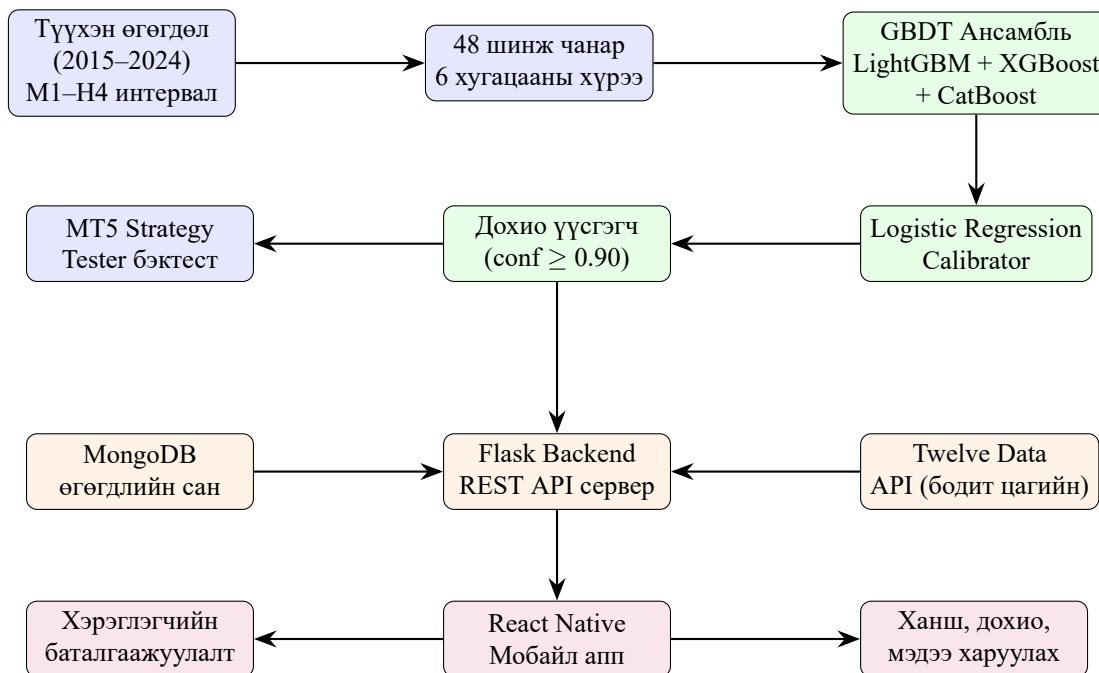 Түүхэн өгөгдөл
(2015–2024)
M1–H4 интервал
48 шинж чанар
6 хугацааны хүрээ
GBDT Ансамбль
LightGBM + XGBoost
+ CatBoost
MT5 Strategy
Tester бэктест
Дохио үүсгэгч
(conf ≥ 0.90)
Logistic Regression
Calibrator
MongoDB
өгөгдлийн сан
Flask Backend
REST API сервер
Twelve Data
API (бодит цагийн)
Хэрэглэгчийн
баталгаажуулалт
React Native
Мобайл апп
Ханш, дохио,
мэдээ харуулах